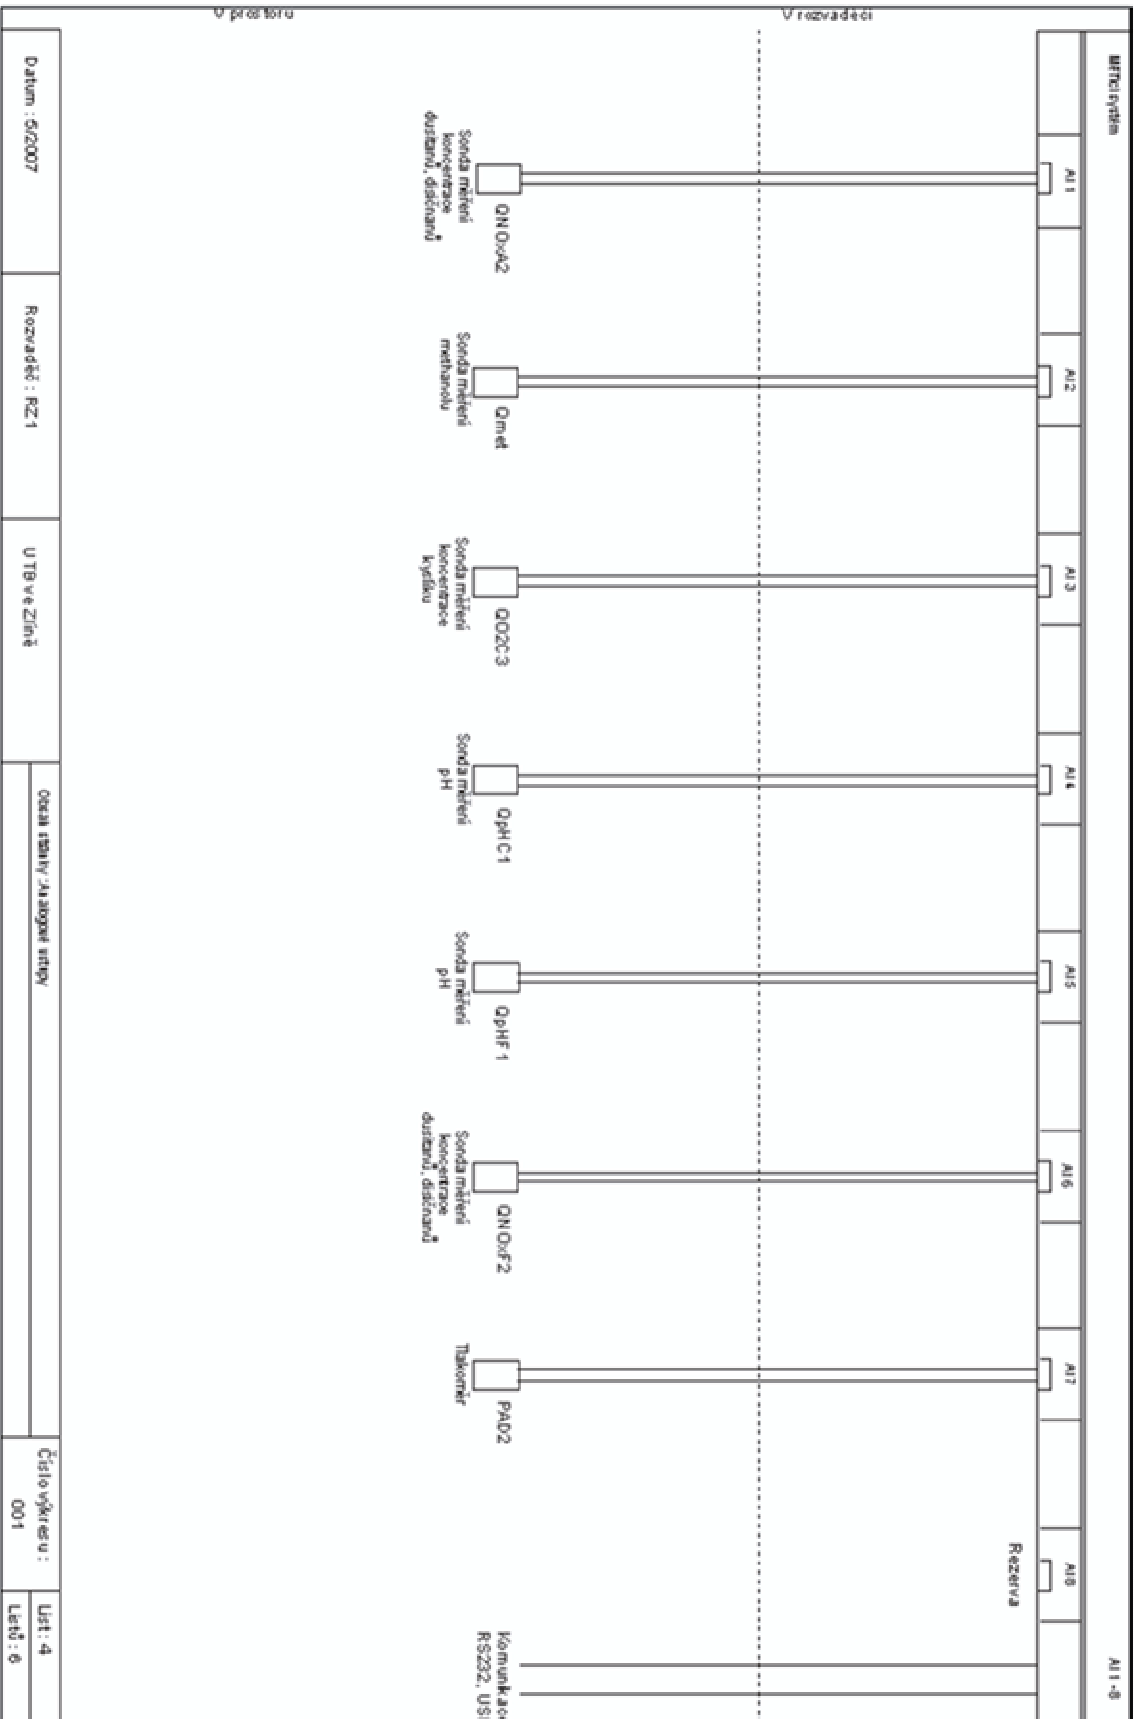 Měřicí systém
AI 1-8
AI 1
AI 2
AI 3
AI 4
AI 5
AI 6
AI 7
AI 8
Rezerva
V rozvaděči
V prostoru
QNOxA2
Sonda měření
koncentrace
dusitanů, dusičnanů
Qmet
Sonda měření
methanolu
QO2C3
Sonda měření
koncentrace
kyslíku
QpHC1
Sonda měření
pH
QpHF1
Sonda měření
pH
QNOxF2
Sonda měření
koncentrace
dusitanů, dusičnanů
PAD2
Tlakoměr
Komunikace
RS232, US
Datum : 5/2007
Rozvaděč : RZ1
UTB ve Zlíně
Obsah stránky : Analogové vstupy
Číslo výkresu :
001
List : 4
Listů : 6